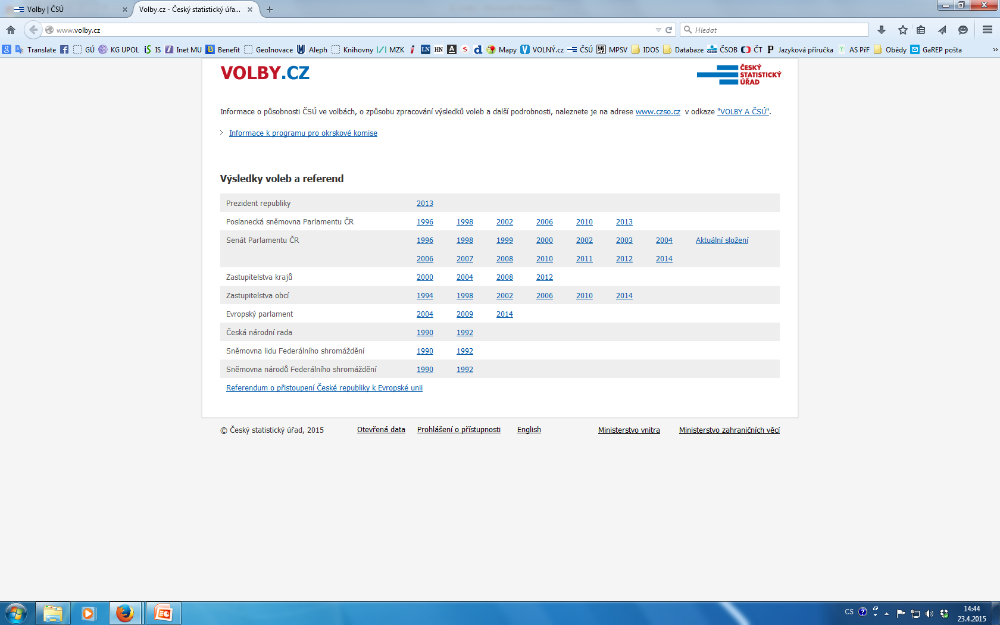 Volby | ČSÚ
Volby.cz - Český statistický úřa...
www.volby.cz
Hledat
Translate GÚ KG UPOL IS Inet MU Benefit GeoInovace Aleph Knihovny MZK LN HN Mapy VOLNÝ.cz ČSÚ MPSV IDOS Databaze ČSOB ČT Jazyková příručka AS PřF Obědy GaREP pošta
VOLBY.CZ
ČESKÝ
STATISTICKÝ
ÚŘAD
Informace o působnosti ČSÚ ve volbách, o způsobu zpracování výsledků voleb a další podrobnosti, naleznete je na adrese www.czso.cz v odkaze "VOLBY A ČSÚ".
Informace k programu pro okrskové komise
Výsledky voleb a referend
Prezident republiky 2013
Poslanecká sněmovna Parlamentu ČR 1996 1998 2002 2006 2010 2013
Senát Parlamentu ČR 1996 1998 1999 2000 2002 2003 2004 Aktuální složení
2006 2007 2008 2010 2011 2012 2014
Zastupitelstva krajů 2000 2004 2008 2012
Zastupitelstva obcí 1994 1998 2002 2006 2010 2014
Evropský parlament 2004 2009 2014
Česká národní rada 1990 1992
Sněmovna lidu Federálního shromáždění 1990 1992
Sněmovna národů Federálního shromáždění 1990 1992
Referendum o přistoupení České republiky k Evropské unii
© Český statistický úřad, 2015 Otevřená data Prohlášení o přístupnosti English Ministerstvo vnitra Ministerstvo zahraničních věcí
CS
14:44
23.4.2015